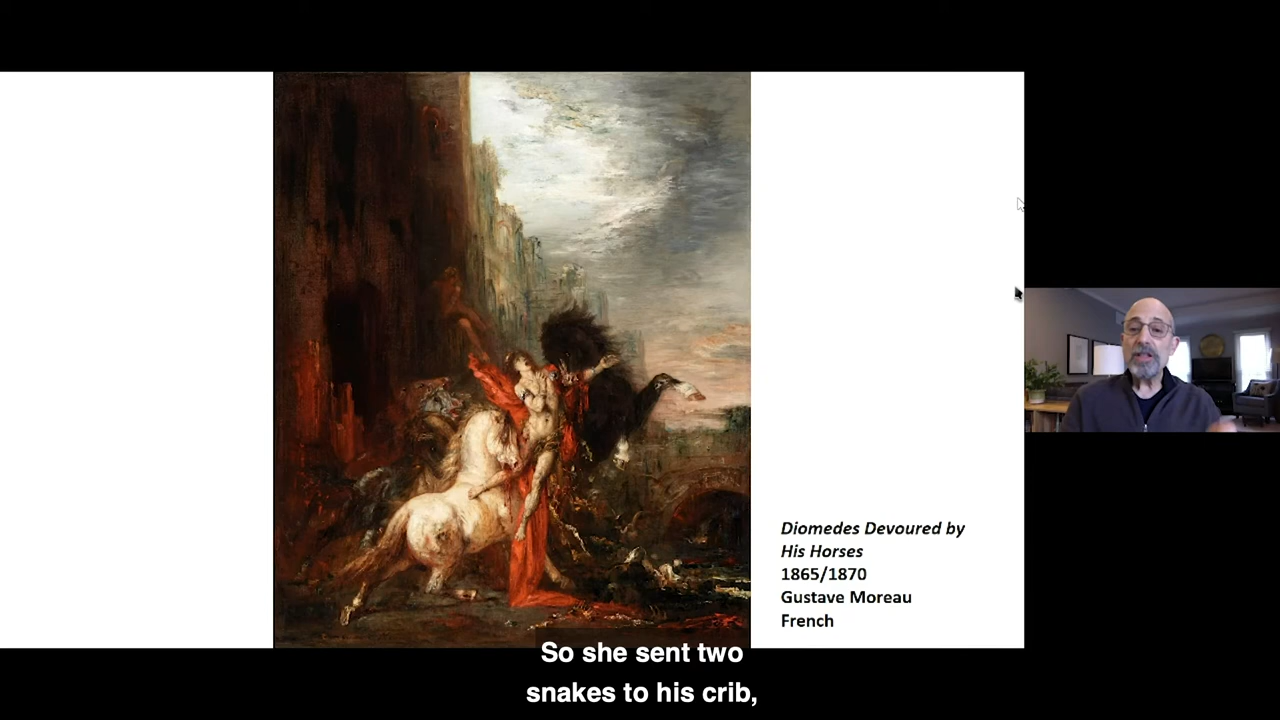 Diomedes Devoured by
His Horses
1865/1870
Gustave Moreau
French
So she sent two
snakes to his crib,